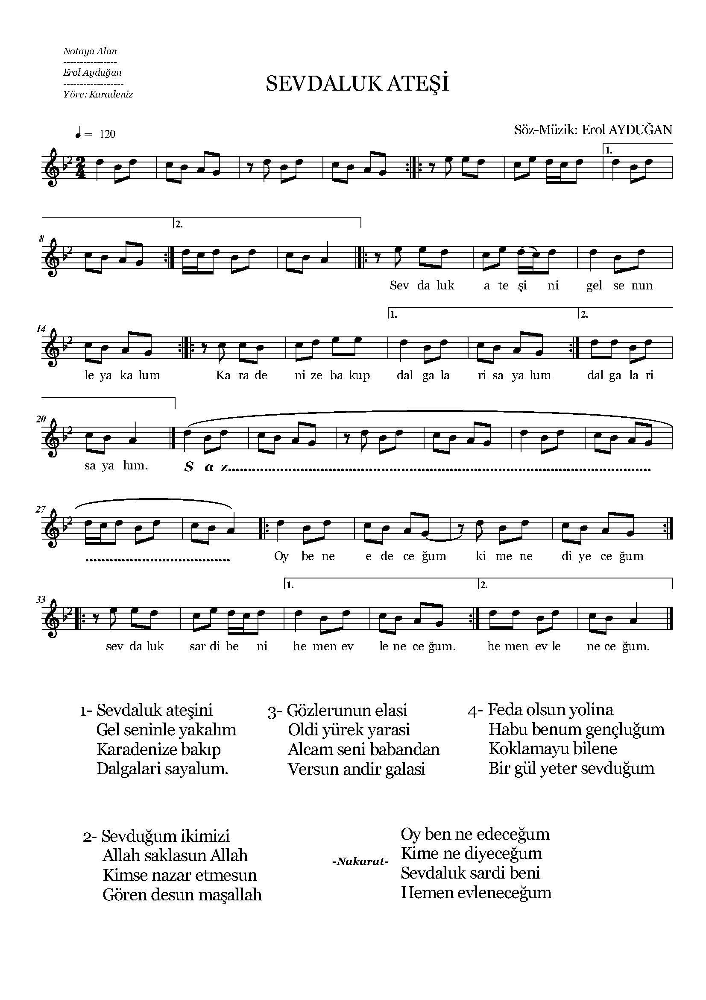 Notaya Alan
----------------
Erol Ayduğan
------------------
Yöre: Karadeniz
SEVDALUK ATEŞİ
Söz-Müzik: Erol AYDUĞAN
= 120
2
2
4
1.
8
2
2.
Sev da luk a te şi ni gel se nun
14
2
1.
2.
le ya ka lum Ka ra de ni ze ba kup dal ga la ri sa ya lum dal ga la ri
20
2
sa ya lum. S a z..........................................................................................................
27
2
.................................... Oy be ne e de ce ğum ki me ne di ye ce ğum
33
2
1.
2.
sev da luk sar di be ni he men ev le ne ce ğum. he men ev le ne ce ğum.
1- Sevdaluk ateşini
Gel seninle yakalım
Karadenize bakıp
Dalgalari sayalum.
3- Gözlerunun elasi
Oldi yürek yarasi
Alcam seni babandan
Versun andir galasi
4- Feda olsun yolina
Habu benum gençluğum
Koklamayu bilene
Bir gül yeter sevduğum
2- Sevduğum ikimizi
Allah saklasun Allah
Kimse nazar etmesun
Gören desun maşallah
-Nakarat-
Oy ben ne edeceğum
Kime ne diyeceğum
Sevdaluk sardi beni
Hemen evleneceğum